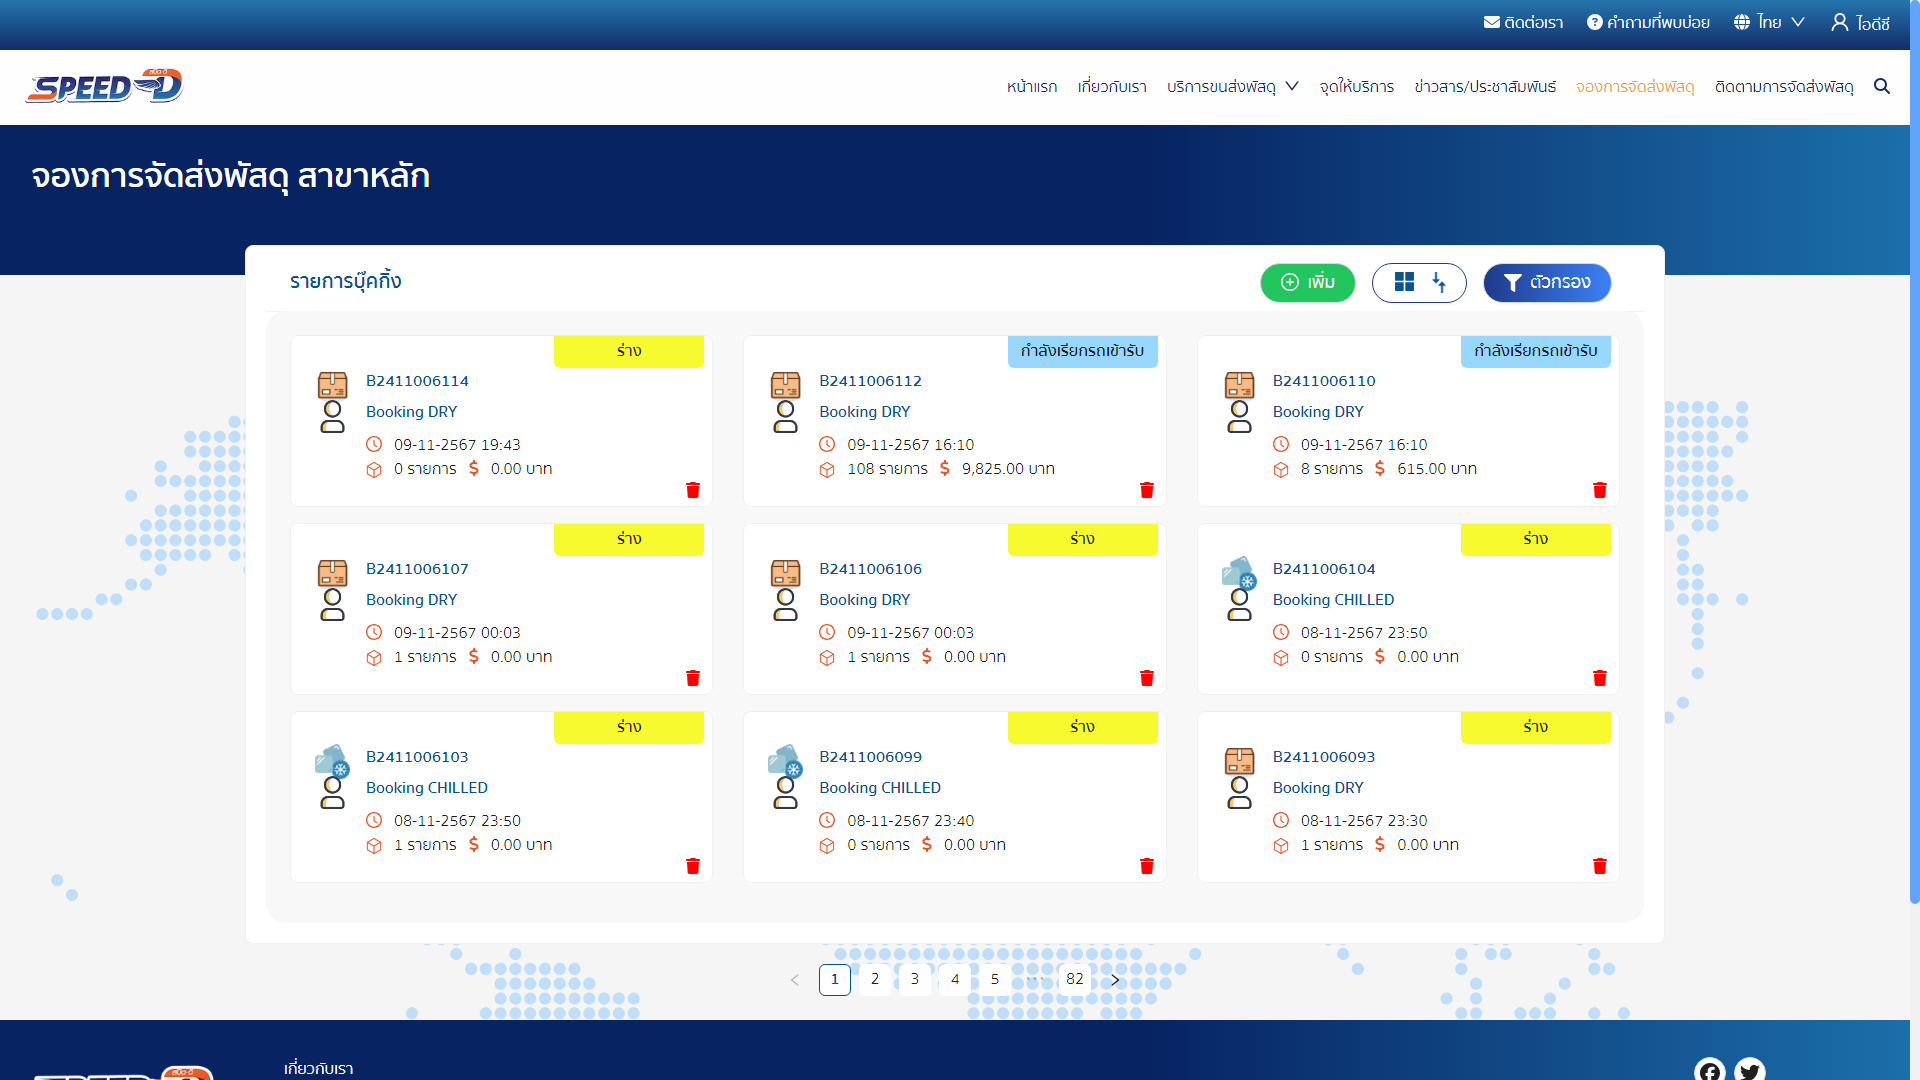 ติดต่อเรา คำถามที่พบบ่อย ไทย ไอดีซี
สปีด-ดี
SPEED-D
หน้าแรก เกี่ยวกับเรา บริการขนส่งพัสดุ จุดให้บริการ ข่าวสาร/ประชาสัมพันธ์ จองการจัดส่งพัสดุ ติดตามการจัดส่งพัสดุ
จองการจัดส่งพัสดุ สาขาหลัก
รายการบุ๊คกิ้ง
เพิ่ม ตัวกรอง
ร่าง
B2411006114
Booking DRY
09-11-2567 19:43
0 รายการ $ 0.00 บาท
กำลังเรียกรถเข้ารับ
B2411006112
Booking DRY
09-11-2567 16:10
108 รายการ $ 9,825.00 บาท
กำลังเรียกรถเข้ารับ
B2411006110
Booking DRY
09-11-2567 16:10
8 รายการ $ 615.00 บาท
ร่าง
B2411006107
Booking DRY
09-11-2567 00:03
1 รายการ $ 0.00 บาท
ร่าง
B2411006106
Booking DRY
09-11-2567 00:03
1 รายการ $ 0.00 บาท
ร่าง
B2411006104
Booking CHILLED
08-11-2567 23:50
0 รายการ $ 0.00 บาท
ร่าง
B2411006103
Booking CHILLED
08-11-2567 23:50
1 รายการ $ 0.00 บาท
ร่าง
B2411006099
Booking CHILLED
08-11-2567 23:40
0 รายการ $ 0.00 บาท
ร่าง
B2411006093
Booking DRY
08-11-2567 23:30
1 รายการ $ 0.00 บาท
< 1 2 3 4 5 ••• 82 >
เกี่ยวกับเรา
สปีด-ดี
SPEED-D